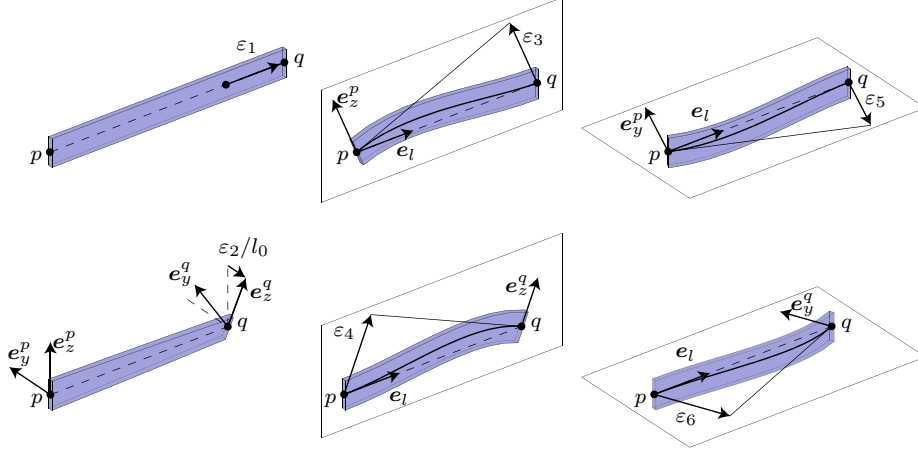 ε₁
q
p
ε₃
q
e_z^p
p
e_l
e_y^p
p
e_l
q
ε₅
ε₂/l₀
e_y^q
e_z^q
q
e_y^p
e_z^p
p
e_z^q
q
ε₄
p
e_l
e_y^q
q
e_l
p
ε₆